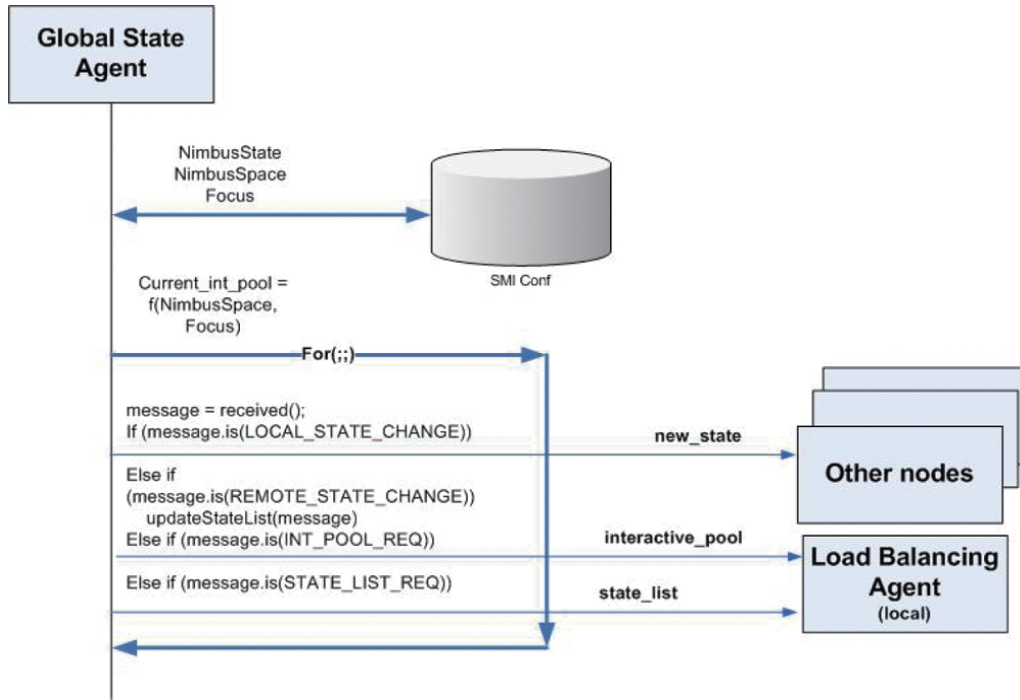 Global State
Agent
NimbusState
NimbusSpace
Focus
SMI Conf
Current_int_pool =
f(NimbusSpace,
Focus)
For(;;)
message = received();
If (message.is(LOCAL_STATE_CHANGE))
new_state
Other nodes
Else if
(message.is(REMOTE_STATE_CHANGE))
updateStateList(message)
Else if (message.is(INT_POOL_REQ))
interactive_pool
Load Balancing
Agent
(local)
Else if (message.is(STATE_LIST_REQ))
state_list